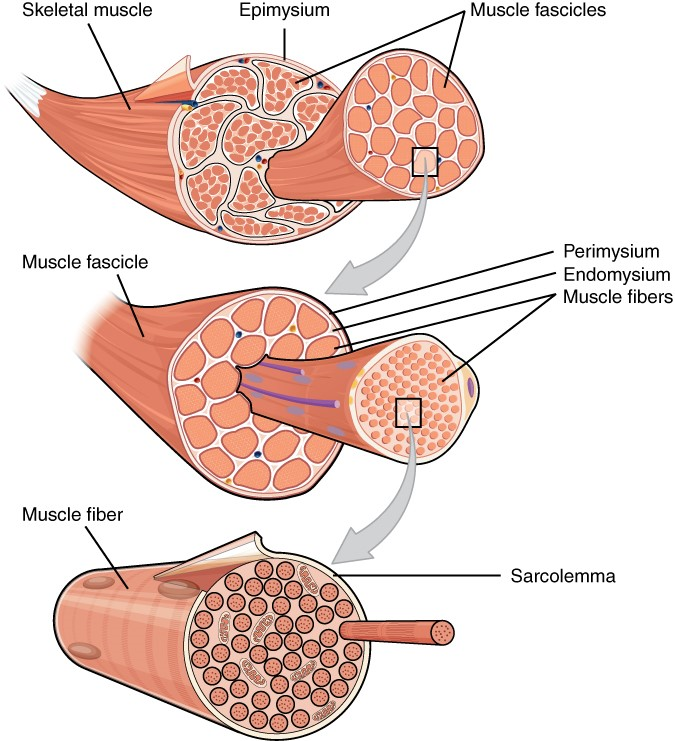 Skeletal muscle
Epimysium
Muscle fascicles
Muscle fascicle
Perimysium
Endomysium
Muscle fibers
Muscle fiber
Sarcolemma